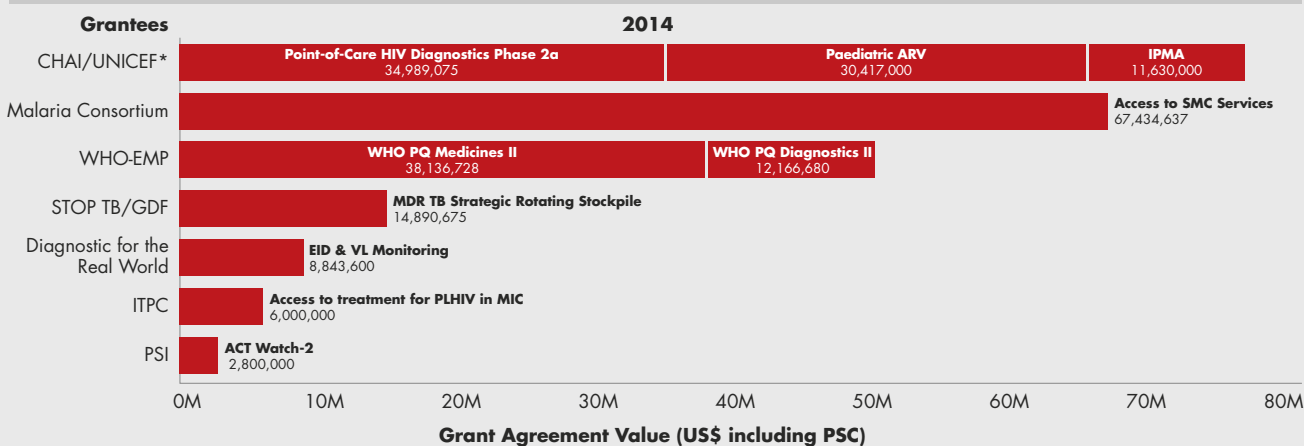 Grantees
2014
CHAI/UNICEF*
Point-of-Care HIV Diagnostics Phase 2a
34,989,075
Paediatric ARV
30,417,000
IPMA
11,630,000
Malaria Consortium
Access to SMC Services
67,434,637
WHO-EMP
WHO PQ Medicines II
38,136,728
WHO PQ Diagnostics II
12,166,680
STOP TB/GDF
MDR TB Strategic Rotating Stockpile
14,890,675
Diagnostic for the
Real World
EID & VL Monitoring
8,843,600
ITPC
Access to treatment for PLHIV in MIC
6,000,000
PSI
ACT Watch-2
2,800,000
0M 10M 20M 30M 40M 50M 60M 70M 80M
Grant Agreement Value (US$ including PSC)